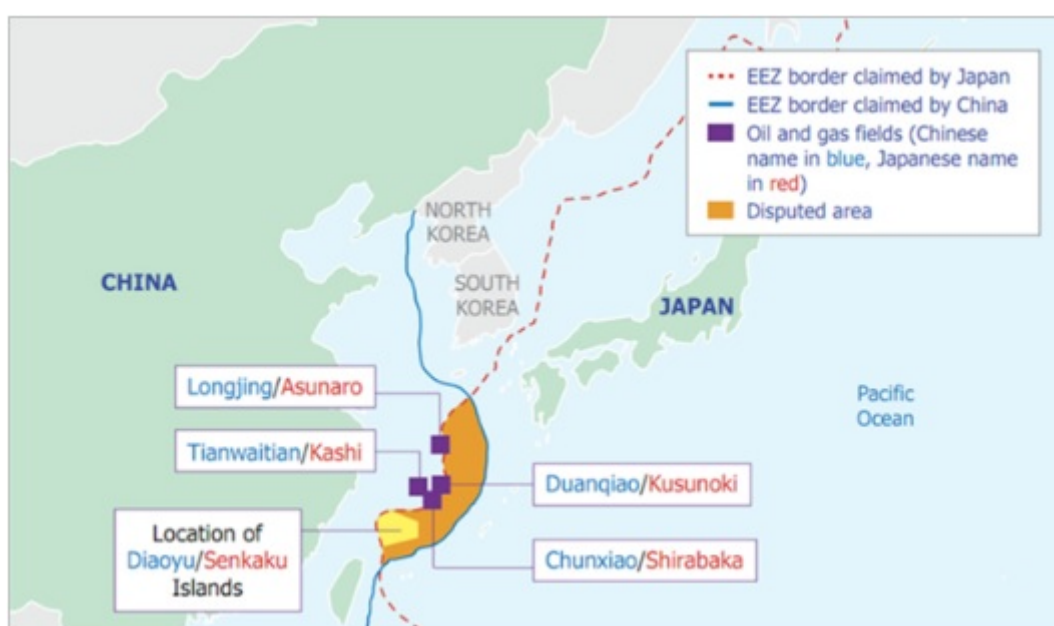 EEZ border claimed by Japan
EEZ border claimed by China
Oil and gas fields (Chinese
name in blue, Japanese name
in red)
Disputed area
NORTH
KOREA
CHINA
SOUTH
KOREA
JAPAN
Longjing/Asunaro
Pacific
Ocean
Tianwaitian/Kashi
Duanqiao/Kusunoki
Location of
Diaoyu/Senkaku
Islands
Chunxiao/Shirabaka